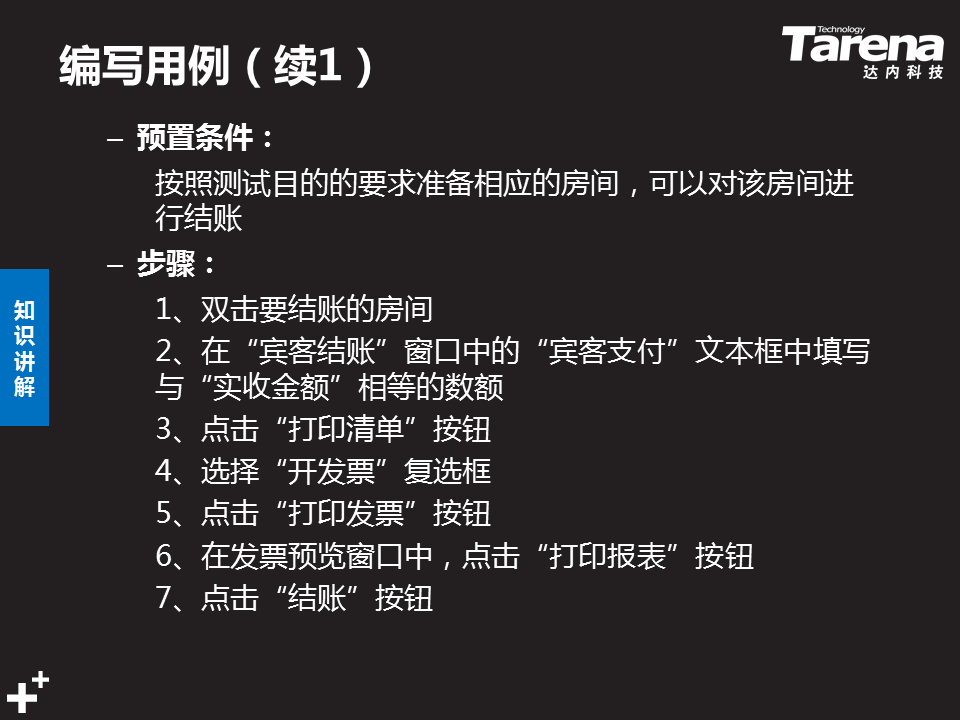 编写用例（续1）
Technology
Tarena
达内科技
– 预置条件：
按照测试目的的要求准备相应的房间，可以对该房间进
行结账
– 步骤：
1、双击要结账的房间
2、在“宾客结账”窗口中的“宾客支付”文本框中填写
与“实收金额”相等的数额
3、点击“打印清单”按钮
4、选择“开发票”复选框
5、点击“打印发票”按钮
6、在发票预览窗口中，点击“打印报表”按钮
7、点击“结账”按钮
知
识
讲
解